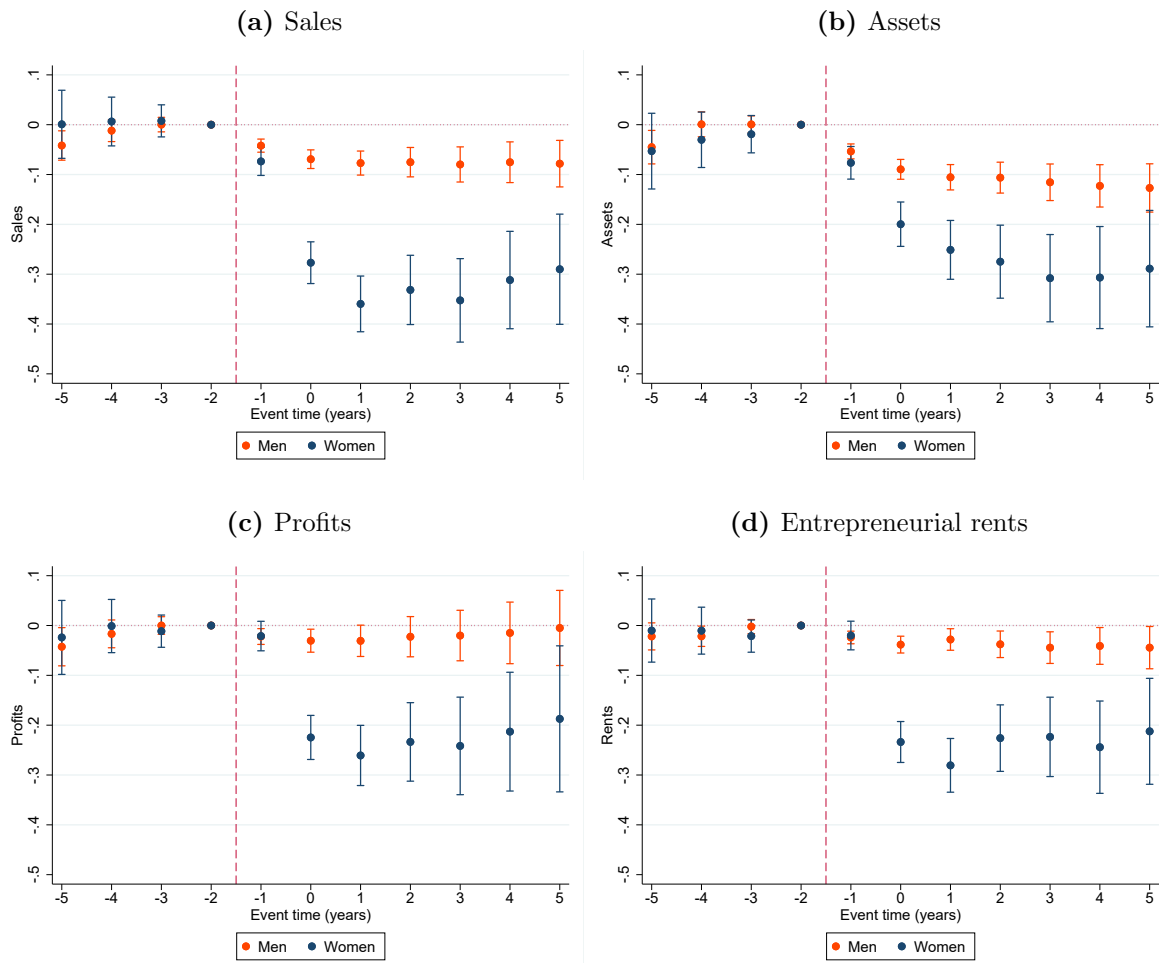 (a) Sales
.1
0
-.1
-.2
-.3
-.4
-.5
Sales
-5 -4 -3 -2 -1 0 1 2 3 4 5
Event time (years)
Men Women
(b) Assets
.1
0
-.1
-.2
-.3
-.4
-.5
Assets
-5 -4 -3 -2 -1 0 1 2 3 4 5
Event time (years)
Men Women
(c) Profits
.1
0
-.1
-.2
-.3
-.4
-.5
Profits
-5 -4 -3 -2 -1 0 1 2 3 4 5
Event time (years)
Men Women
(d) Entrepreneurial rents
.1
0
-.1
-.2
-.3
-.4
-.5
Rents
-5 -4 -3 -2 -1 0 1 2 3 4 5
Event time (years)
Men Women